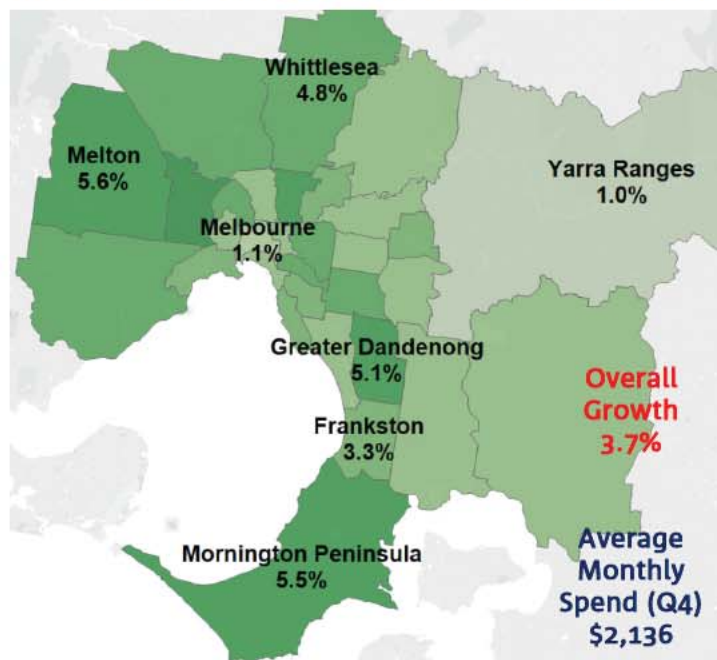 Whittlesea
4.8%
Melton
5.6%
Yarra Ranges
1.0%
Melbourne
1.1%
Greater Dandenong
5.1%
Overall
Growth
3.7%
Frankston
3.3%
Mornington Peninsula
5.5%
Average
Monthly
Spend (Q4)
$2,136